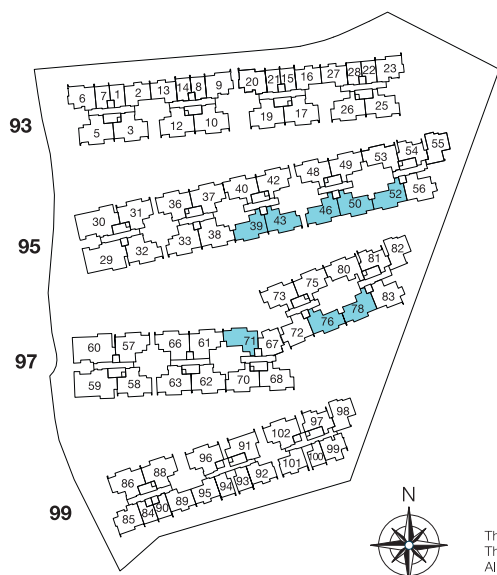 6 7 1 2 13 14 8 9 20 21 15 16 27 28 22 23
93
5 3 12 10 19 17 26 25
30 31 36 37 40 42 48 49 53 54 55
95
29 32 33 38 39 43 46 50 52 56
73 75 80 81 82
60 57 66 61 71 67 72 76 78 83
97
59 58 63 62 70 68
86 88 96 91 102 97 98
99
85 84 90 89 95 94 93 92 101 100 99
N
Th
Th
Al